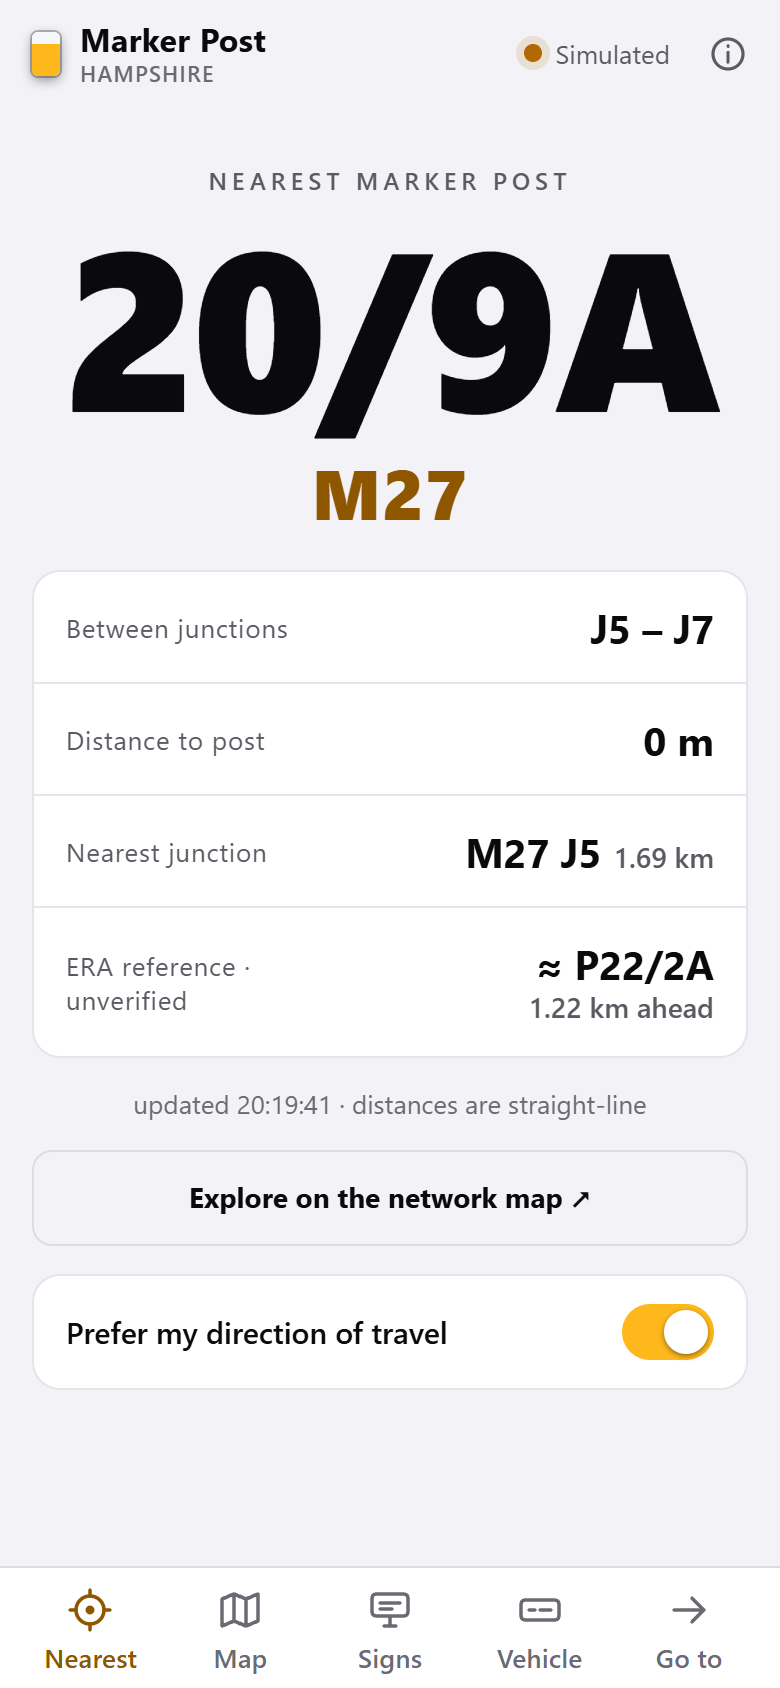 Marker Post
HAMPSHIRE
Simulated
NEAREST MARKER POST
20/9A
M27
Between junctions
J5 – J7
Distance to post
0 m
Nearest junction
M27 J5 1.69 km
ERA reference ·
unverified
≈ P22/2A
1.22 km ahead
updated 20:19:41 · distances are straight-line
Explore on the network map ↗
Prefer my direction of travel
Nearest
Map
Signs
Vehicle
Go to